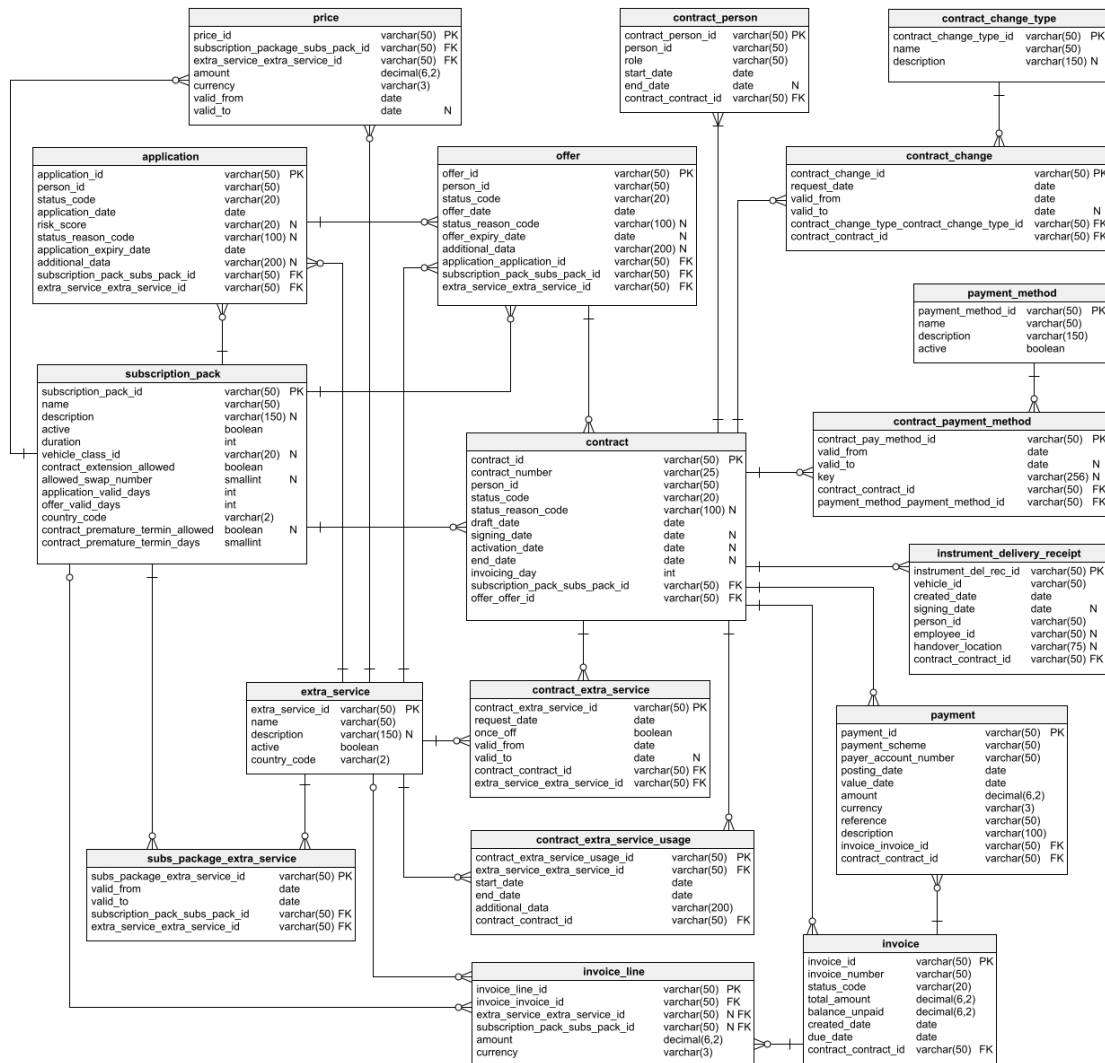 price
price_id varchar(50) PK
subscription_package_subs_pack_id varchar(50) FK
extra_service_extra_service_id varchar(50) FK
amount decimal(6,2)
currency varchar(3)
valid_from date
valid_to date N
contract_person
contract_person_id varchar(50) PK
person_id varchar(50)
role varchar(50)
start_date date
end_date date N
contract_contract_id varchar(50) FK
contract_change_type
contract_change_type_id varchar(50) PK
name varchar(50)
description varchar(150) N
application
application_id varchar(50) PK
person_id varchar(50)
status_code varchar(20)
application_date date
risk_score varchar(20) N
status_reason_code varchar(100) N
application_expiry_date date
additional_data varchar(200) N
subscription_pack_subs_pack_id varchar(50) FK
extra_service_extra_service_id varchar(50) FK
offer
offer_id varchar(50) PK
person_id varchar(50)
status_code varchar(20)
offer_date date
status_reason_code varchar(100) N
offer_expiry_date date N
additional_data varchar(200) N
application_application_id varchar(50) FK
subscription_pack_subs_pack_id varchar(50) FK
extra_service_extra_service_id varchar(50) FK
contract_change
contract_change_id varchar(50) PK
request_date date
valid_from date
valid_to date N
contract_change_type_contract_change_type_id varchar(50) FK
contract_contract_id varchar(50) FK
payment_method
payment_method_id varchar(50) PK
name varchar(50)
description varchar(150)
active boolean
subscription_pack
subscription_pack_id varchar(50) PK
name varchar(50)
description varchar(150) N
active boolean
duration int
vehicle_class_id varchar(20) N
contract_extension_allowed boolean
allowed_swap_number smallint N
application_valid_days int
offer_valid_days int
country_code varchar(2)
contract_premature_termin_allowed boolean N
contract_premature_termin_days smallint
contract
contract_id varchar(50) PK
contract_number varchar(25)
person_id varchar(50)
status_code varchar(20)
status_reason_code varchar(100) N
draft_date date
signing_date date N
activation_date date N
end_date date N
invoicing_day int
subscription_pack_subs_pack_id varchar(50) FK
offer_offer_id varchar(50) FK
contract_payment_method
contract_pay_method_id varchar(50) PK
valid_from date
valid_to date N
key varchar(256) N
contract_contract_id varchar(50) FK
payment_method_payment_method_id varchar(50) FK
instrument_delivery_receipt
instrument_del_rec_id varchar(50) PK
vehicle_id varchar(50)
created_date date
signing_date date N
person_id varchar(50)
employee_id varchar(50) N
handover_location varchar(75) N
contract_contract_id varchar(50) FK
extra_service
extra_service_id varchar(50) PK
name varchar(50)
description varchar(150) N
active boolean
country_code varchar(2)
contract_extra_service
contract_extra_service_id varchar(50) PK
request_date date
once_off boolean
valid_from date
valid_to date N
contract_contract_id varchar(50) FK
extra_service_extra_service_id varchar(50) FK
payment
payment_id varchar(50) PK
payment_scheme varchar(50)
payer_account_number varchar(50)
posting_date date
value_date date
amount decimal(6,2)
currency varchar(3)
reference varchar(50)
description varchar(100)
invoice_invoice_id varchar(50) FK
contract_contract_id varchar(50) FK
subs_package_extra_service
subs_package_extra_service_id varchar(50) PK
valid_from date
valid_to date
subscription_pack_subs_pack_id varchar(50) FK
extra_service_extra_service_id varchar(50) FK
contract_extra_service_usage
contract_extra_service_usage_id varchar(50) PK
extra_service_extra_service_id varchar(50) FK
start_date date
end_date date
additional_data varchar(200)
contract_contract_id varchar(50) FK
invoice
invoice_id varchar(50) PK
invoice_number varchar(50)
status_code varchar(20)
total_amount decimal(6,2)
balance_unpaid decimal(6,2)
created_date date
due_date date
contract_contract_id varchar(50) FK
invoice_line
invoice_line_id varchar(50) PK
invoice_invoice_id varchar(50) FK
extra_service_extra_service_id varchar(50) N FK
subscription_pack_subs_pack_id varchar(50) N FK
amount decimal(6,2)
currency varchar(3)